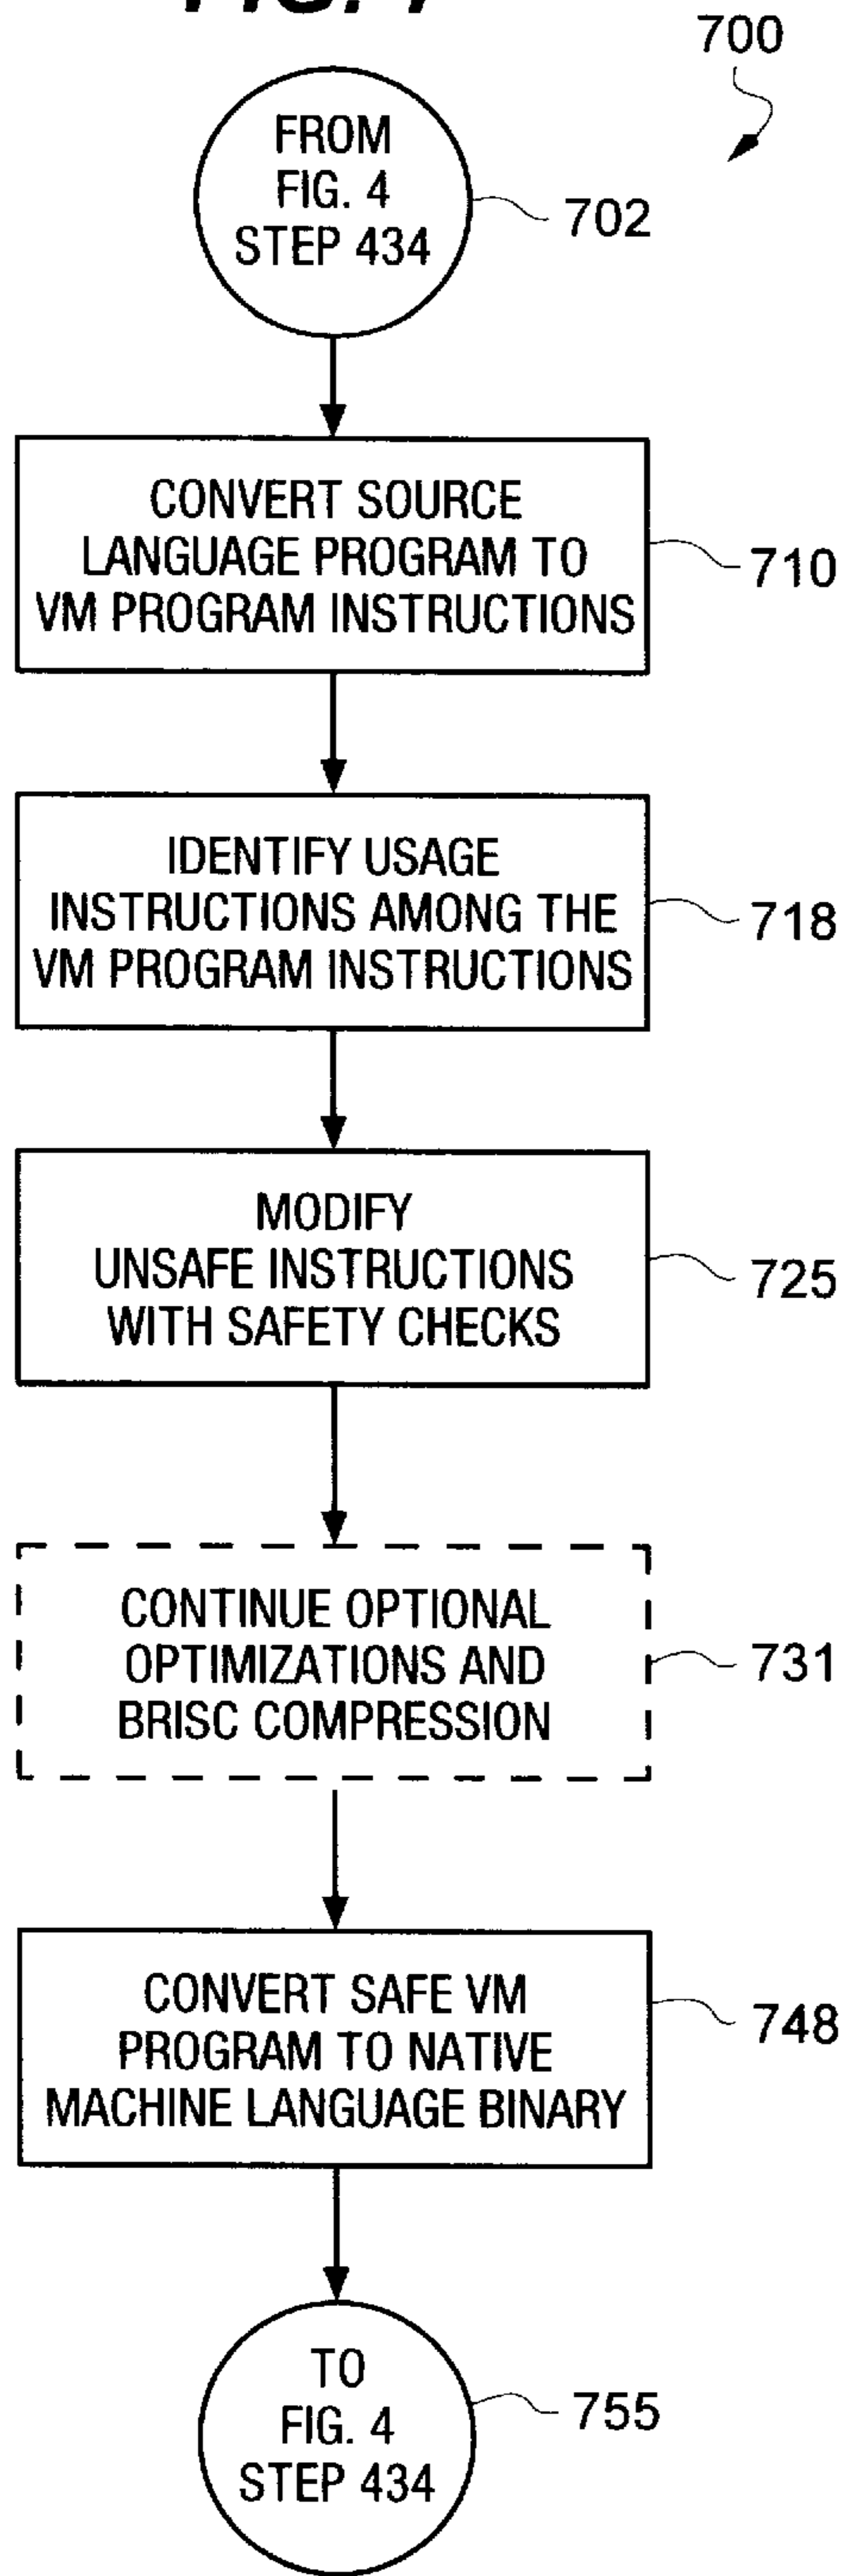 FIG. 7
700
FROM
FIG. 4
STEP 434
702
CONVERT SOURCE
LANGUAGE PROGRAM TO
VM PROGRAM INSTRUCTIONS
710
IDENTIFY USAGE
INSTRUCTIONS AMONG THE
VM PROGRAM INSTRUCTIONS
718
MODIFY
UNSAFE INSTRUCTIONS
WITH SAFETY CHECKS
725
CONTINUE OPTIONAL
OPTIMIZATIONS AND
BRISC COMPRESSION
731
CONVERT SAFE VM
PROGRAM TO NATIVE
MACHINE LANGUAGE BINARY
748
TO
FIG. 4
STEP 434
755